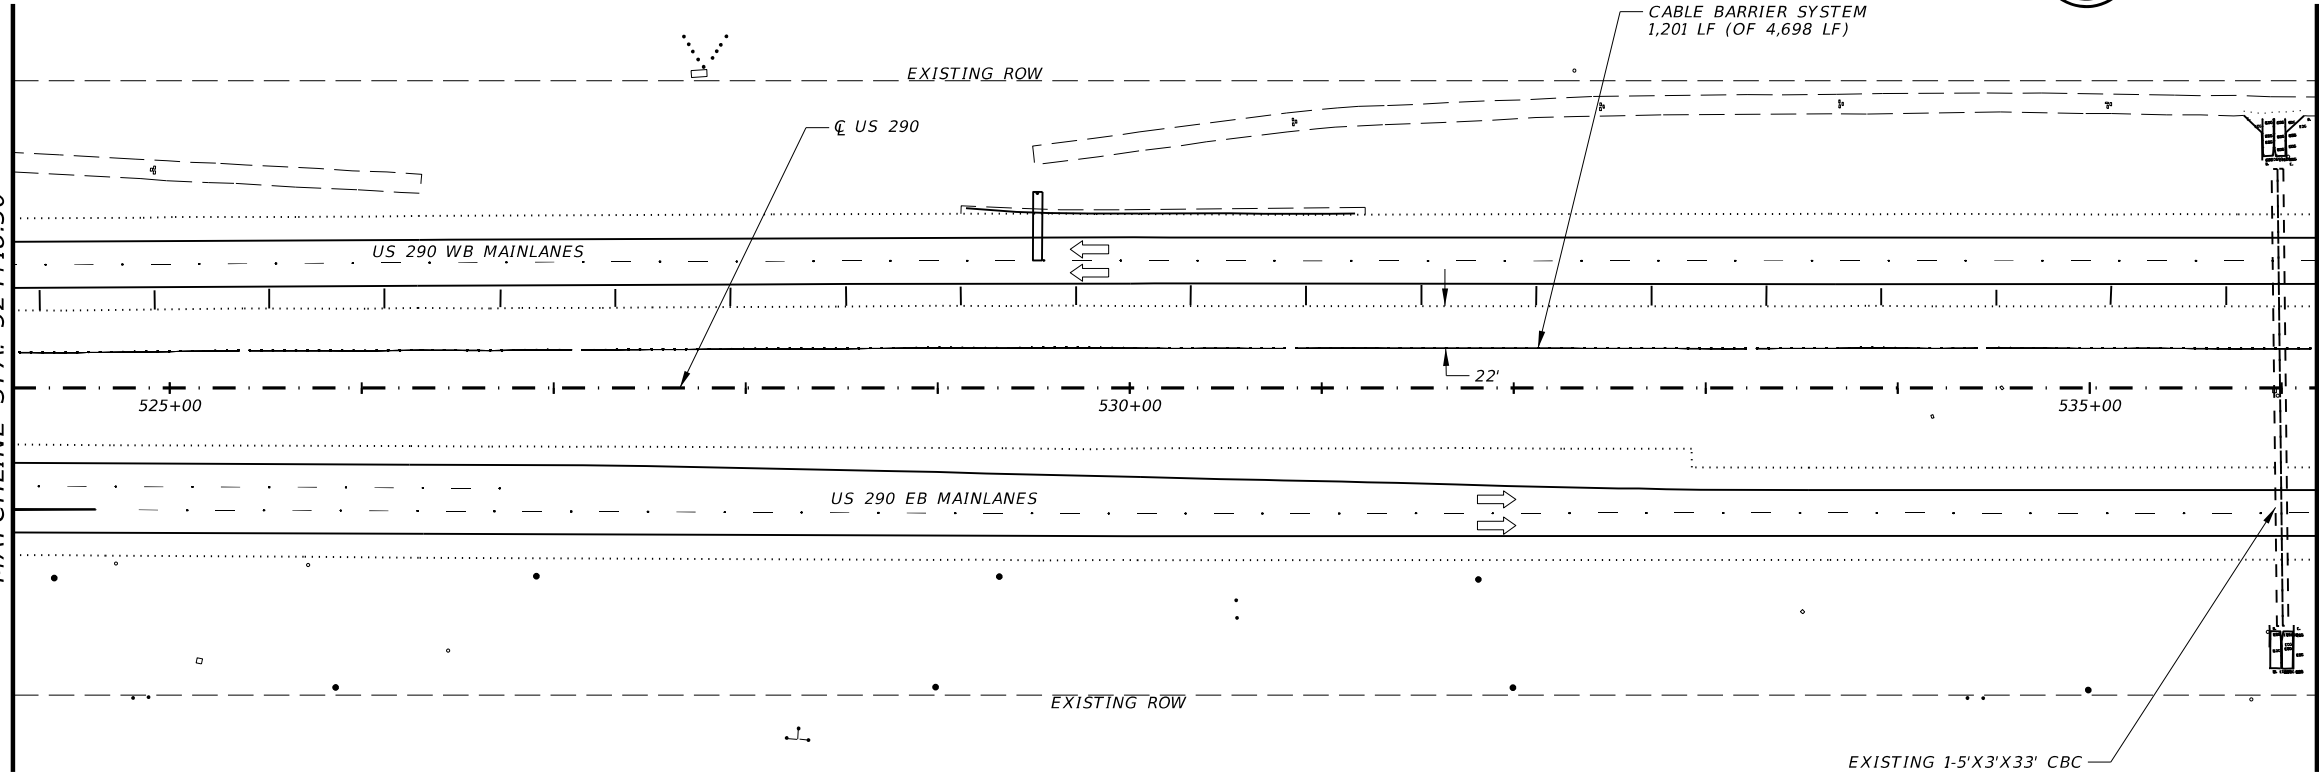 CABLE BARRIER SYSTEM
1,201 LF (OF 4,698 LF)
EXISTING ROW
℄ US 290
US 290 WB MAINLANES
22'
525+00
530+00
535+00
US 290 EB MAINLANES
EXISTING ROW
EXISTING 1-5'X3'X33' CBC